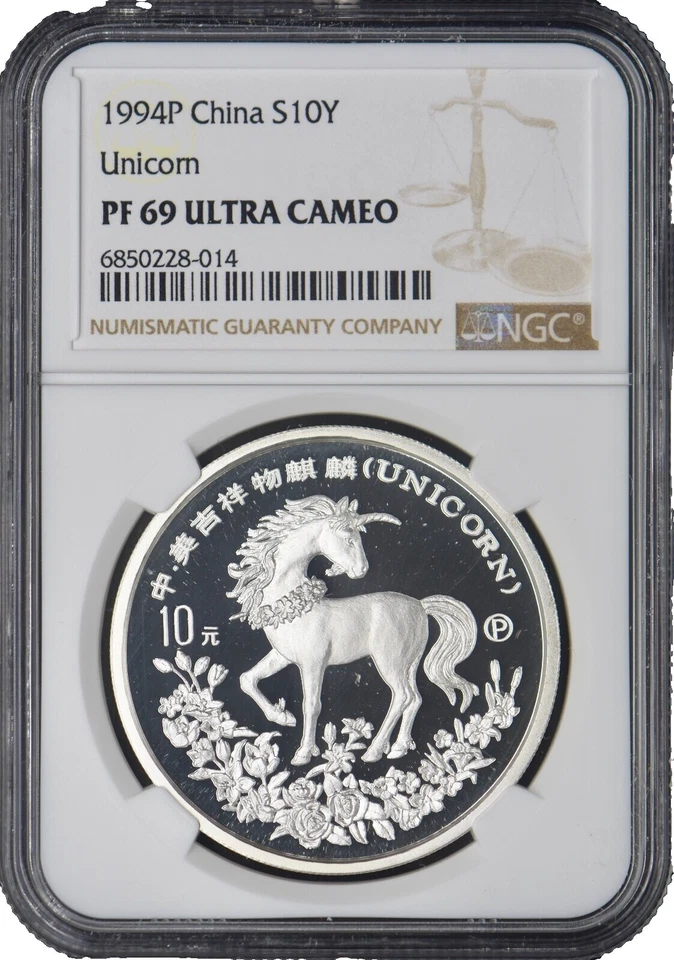 1994P China S10Y
Unicorn
PF 69 ULTRA CAMEO
6850228-014
NUMISMATIC GUARANTY COMPANY
NGC®
中·美吉祥物麒麟(UNICORN)
10元
P